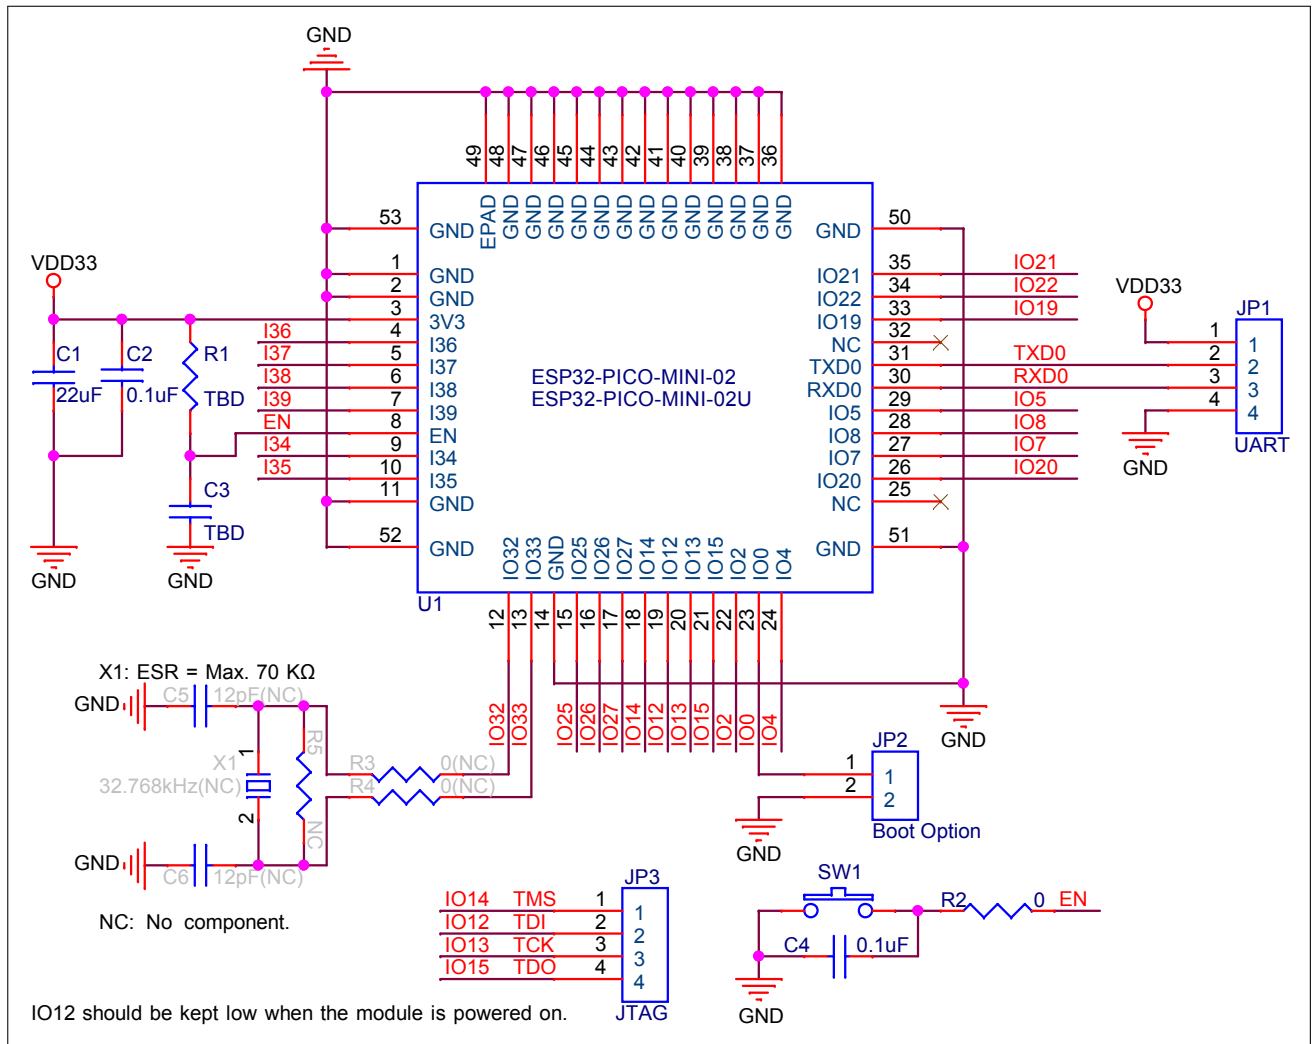 GND
49 48 47 46 45 44 43 42 41 40 39 38 37 36
EPAD GND GND GND GND GND GND GND GND GND GND GND GND GND
53 GND
GND 50
1 GND
2 GND
3 3V3
I36 4 I36
I37 5 I37
I38 6 I38
I39 7 I39
EN 8 EN
I34 9 I34
I35 10 I35
11 GND
52 GND
ESP32-PICO-MINI-02
ESP32-PICO-MINI-02U
IO21 35 IO21
IO22 34 IO22
IO19 33 IO19
NC 32
TXD0 31 TXD0
RXD0 30 RXD0
IO5 29 IO5
IO8 28 IO8
IO7 27 IO7
IO20 26 IO20
NC 25
GND 51
VDD33
C1
22uF
C2
0.1uF
R1
TBD
C3
TBD
GND
GND
VDD33
JP1
1 1
2 2
3 3
4 4
UART
GND
IO32 IO33 GND IO25 IO26 IO27 IO14 IO12 IO13 IO15 IO2 IO0 IO4
U1
12 13 14 15 16 17 18 19 20 21 22 23 24
IO32 IO33 IO25 IO26 IO27 IO14 IO12 IO13 IO15 IO2 IO0 IO4
GND
X1: ESR = Max. 70 KΩ
GND C5 12pF(NC)
X1 1
32.768kHz(NC)
2
R5
NC
R3 0(NC)
R4 0(NC)
GND C6 12pF(NC)
NC: No component.
JP2
1 1
2 2
Boot Option
GND
JP3
IO14 TMS 1 1
IO12 TDI 2 2
IO13 TCK 3 3
IO15 TDO 4 4
JTAG
SW1
R2 0 EN
C4 0.1uF
GND
IO12 should be kept low when the module is powered on.